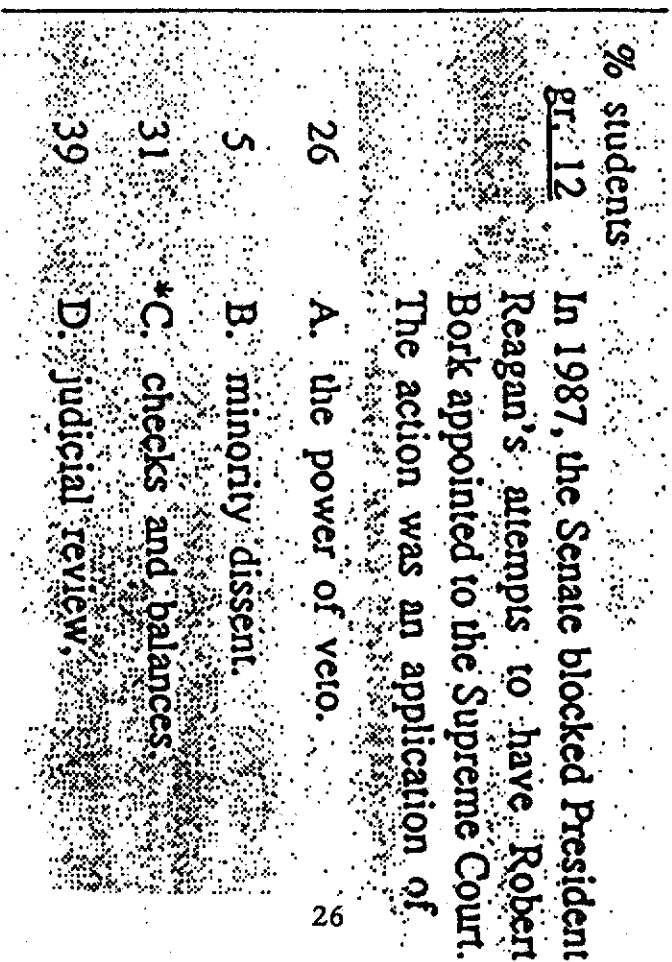 % students
gr. 12 In 1987, the Senate blocked President
Reagan's attempts to have Robert
Bork appointed to the Supreme Court.
The action was an application of
26 A. the power of veto.
5 B. minority dissent.
31 *C. checks and balances.
39 D. judicial review.
26